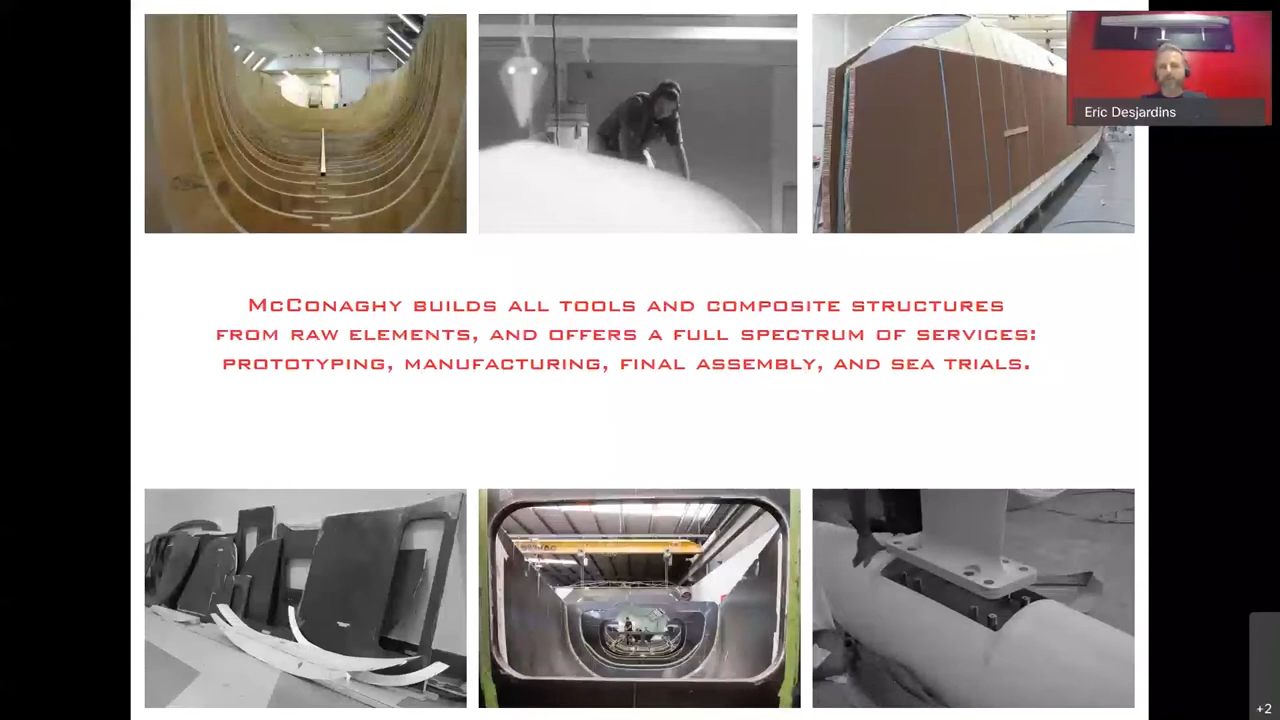 Eric Desjardins
McConaghy builds all tools and composite structures
from raw elements, and offers a full spectrum of services:
prototyping, manufacturing, final assembly, and sea trials.
+2